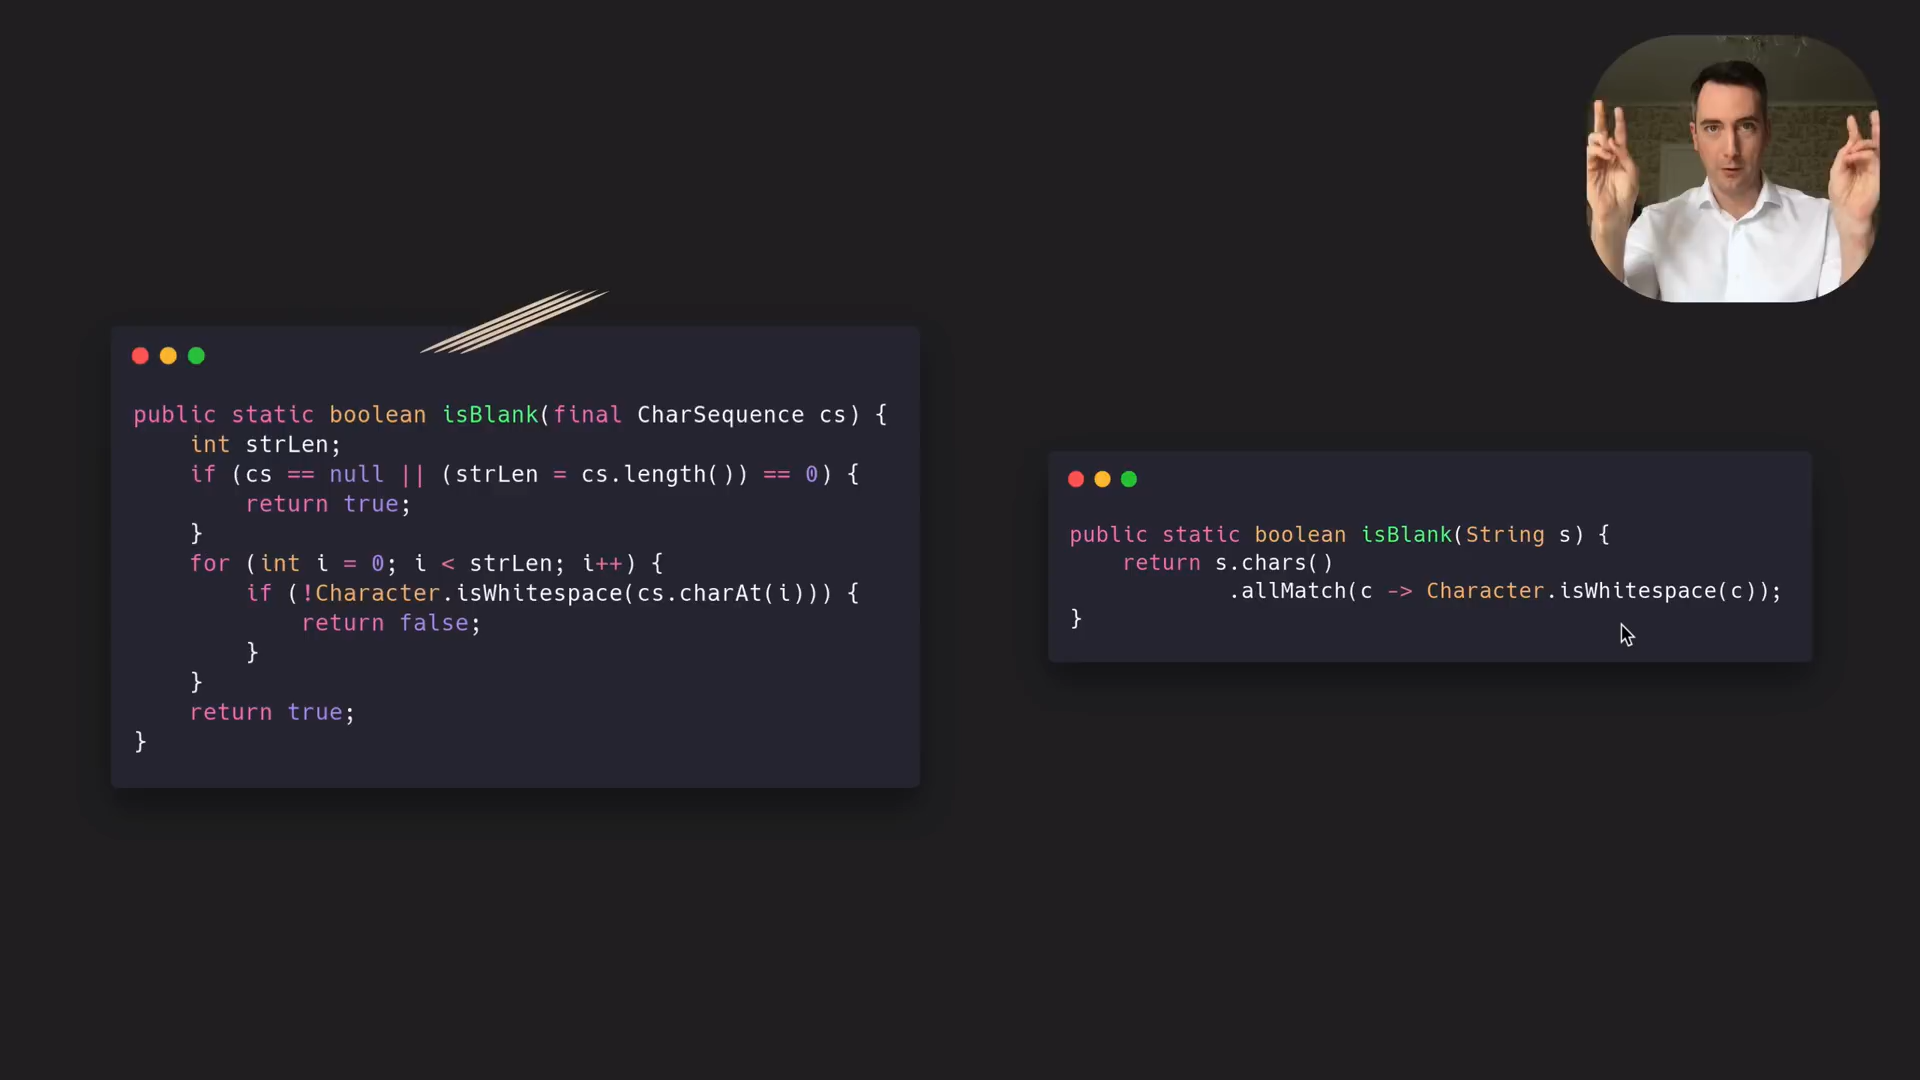 public static boolean isBlank(final CharSequence cs) {
    int strLen;
    if (cs == null || (strLen = cs.length()) == 0) {
        return true;
    }
    for (int i = 0; i < strLen; i++) {
        if (!Character.isWhitespace(cs.charAt(i))) {
            return false;
        }
    }
    return true;
}
public static boolean isBlank(String s) {
    return s.chars()
            .allMatch(c -> Character.isWhitespace(c));
}